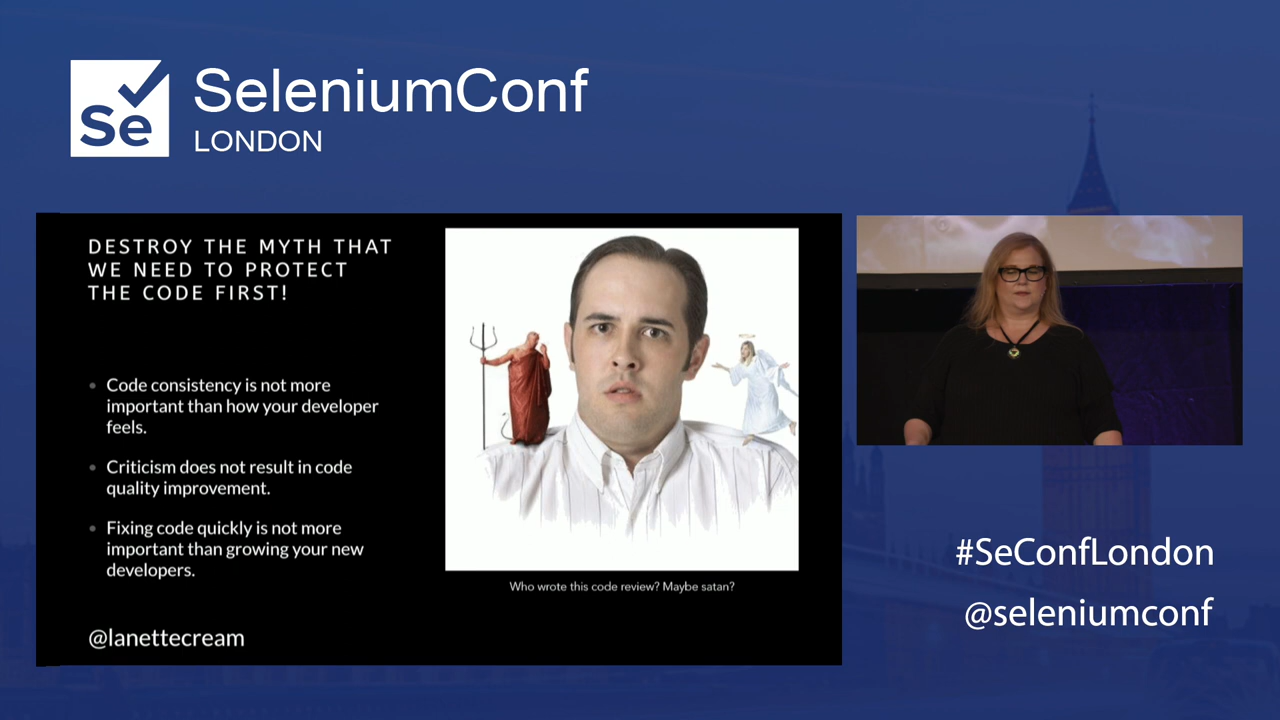 Se
SeleniumConf
LONDON
DESTROY THE MYTH THAT
WE NEED TO PROTECT
THE CODE FIRST!
• Code consistency is not more
important than how your developer
feels.
• Criticism does not result in code
quality improvement.
• Fixing code quickly is not more
important than growing your new
developers.
@lanettecream
Who wrote this code review? Maybe satan?
#SeConfLondon
@seleniumconf